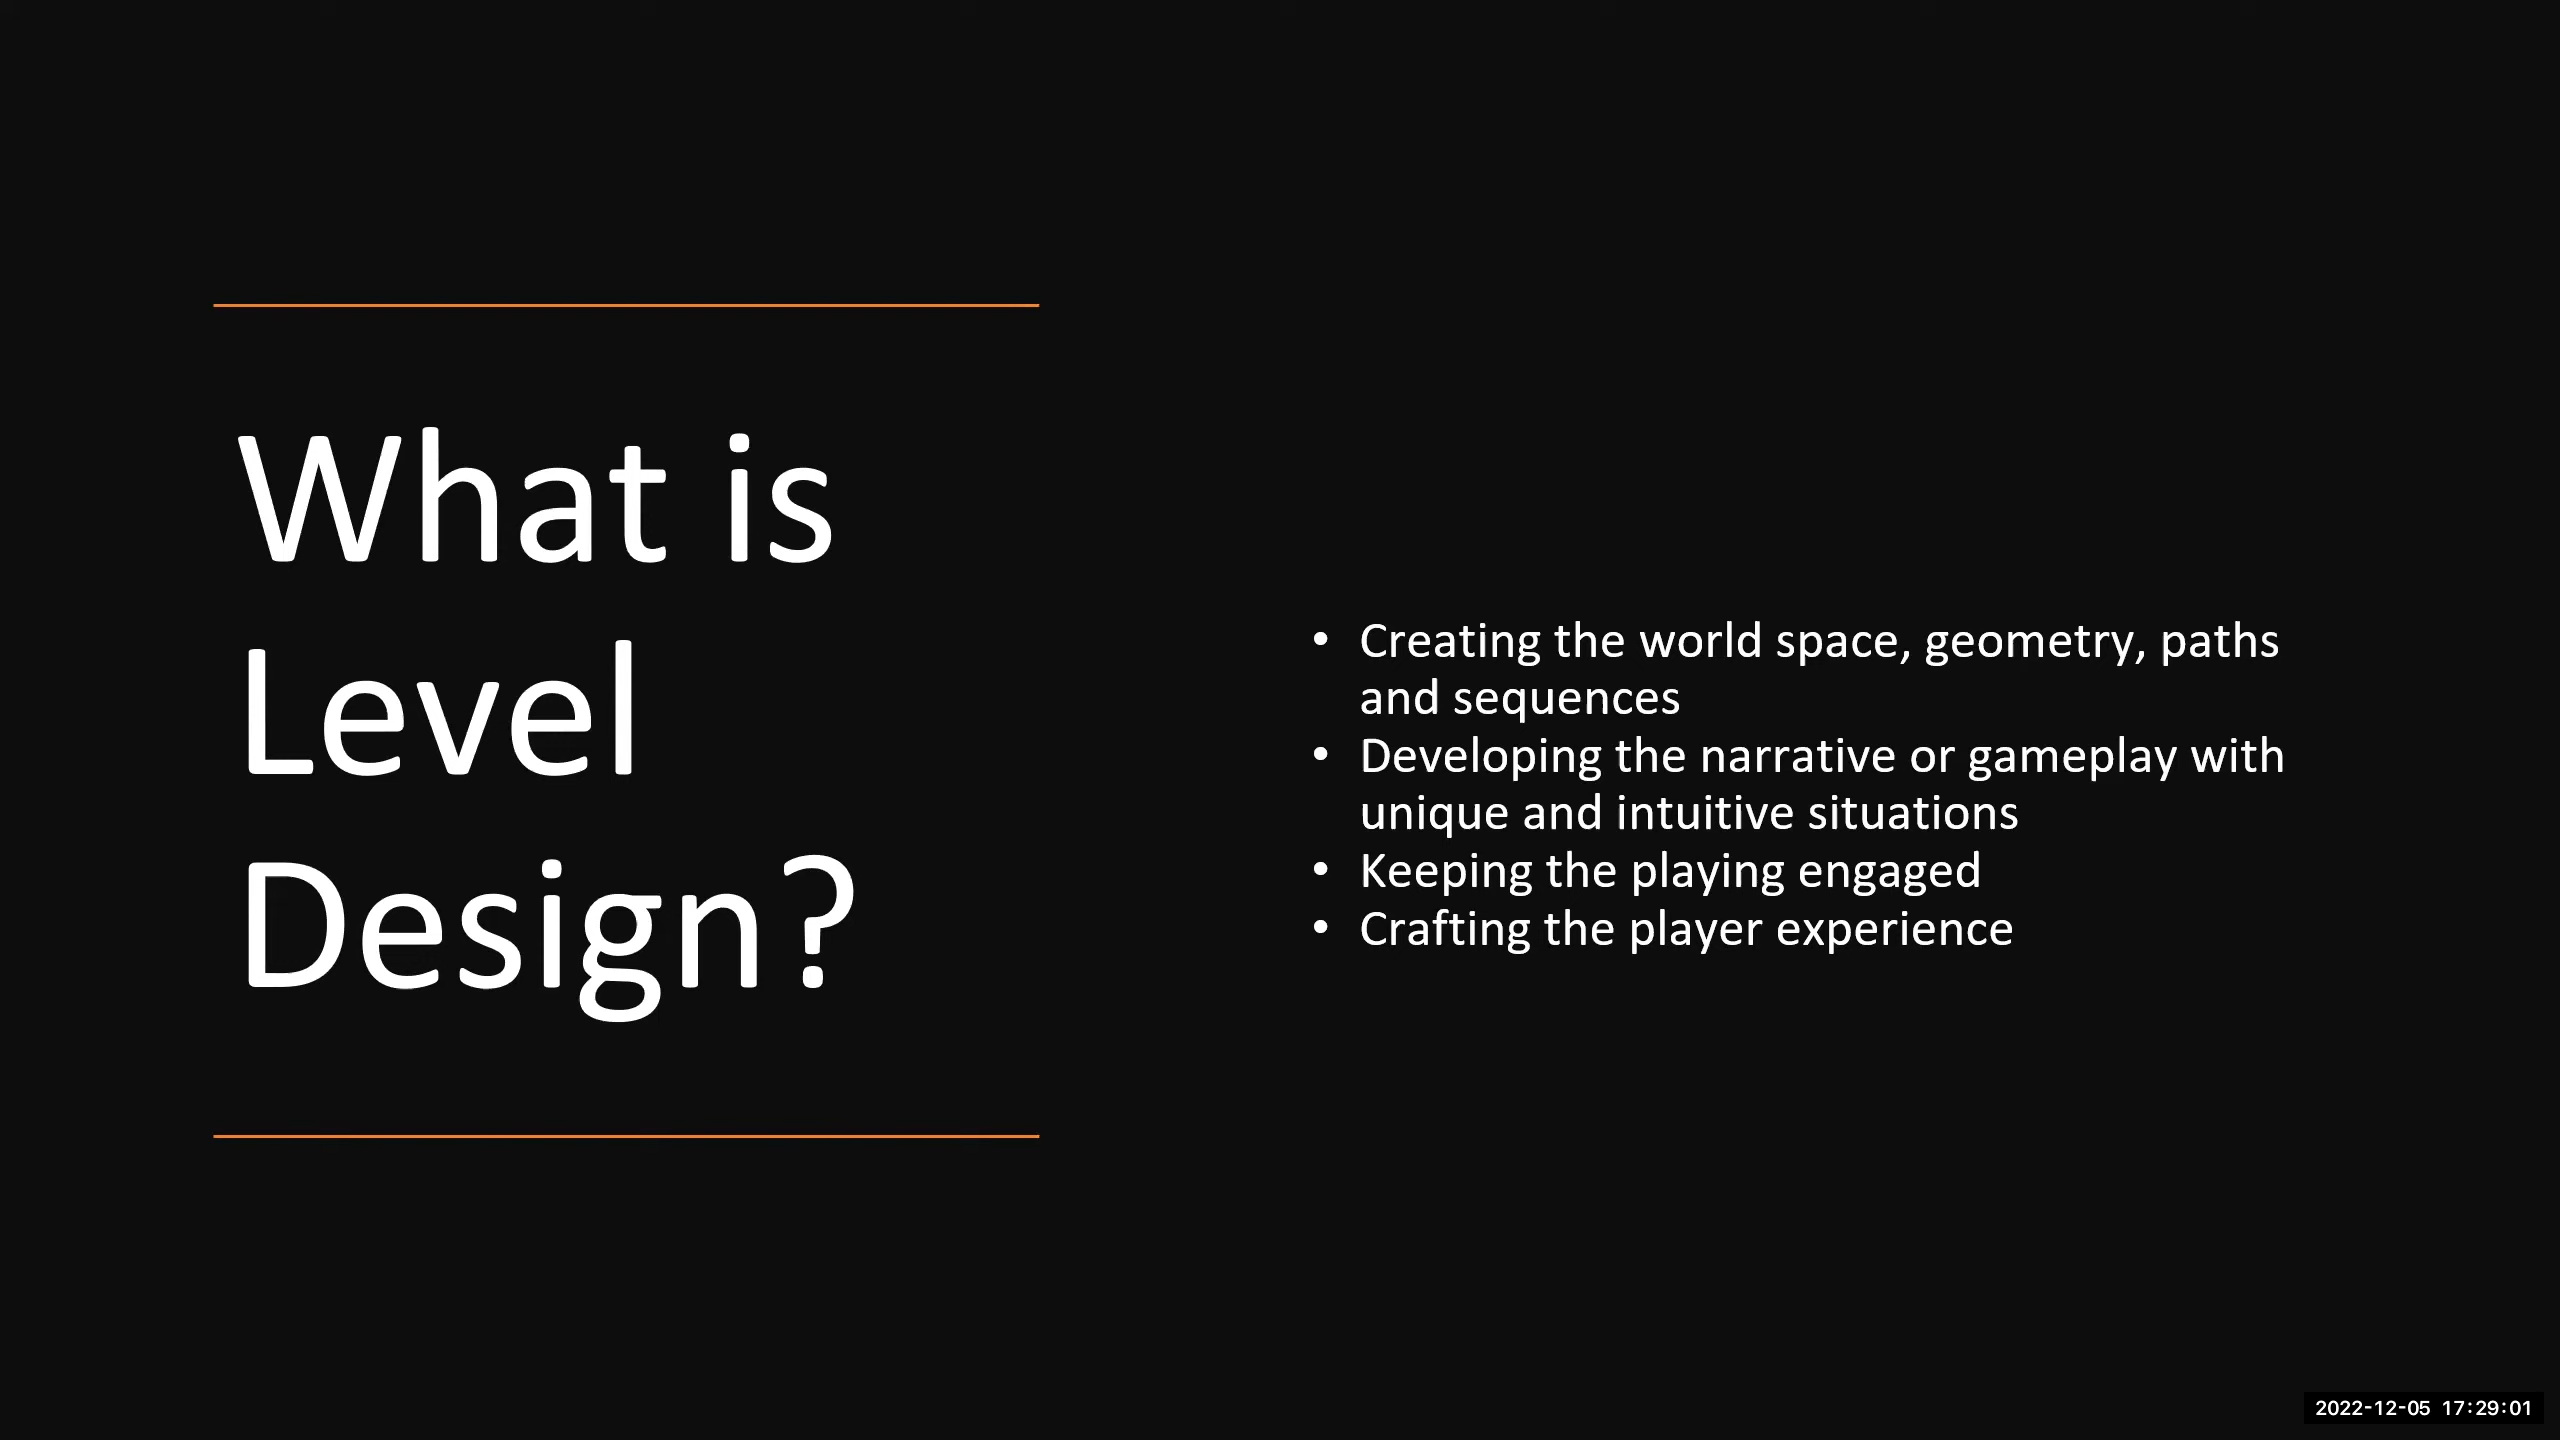 What is
Level
Design?
• Creating the world space, geometry, paths
and sequences
• Developing the narrative or gameplay with
unique and intuitive situations
• Keeping the playing engaged
• Crafting the player experience
2022-12-05 17:29:01